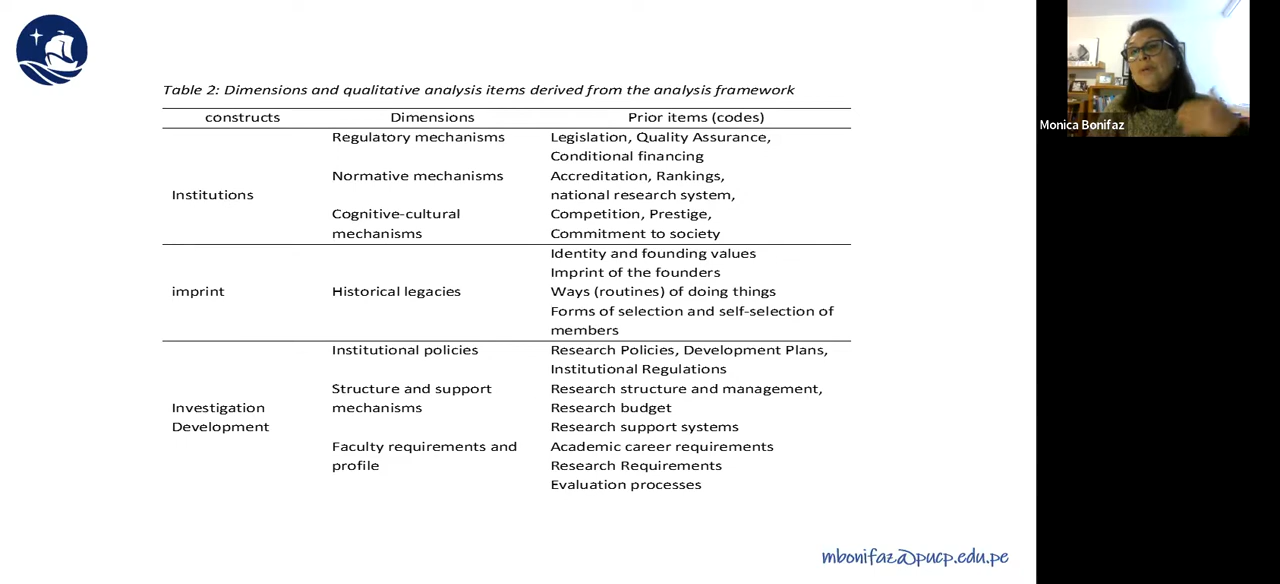 Table 2: Dimensions and qualitative analysis items derived from the analysis framework
constructs Dimensions Prior items (codes)
Regulatory mechanisms Legislation, Quality Assurance,
Conditional financing
Normative mechanisms Accreditation, Rankings,
Institutions national research system,
Cognitive-cultural Competition, Prestige,
mechanisms Commitment to society
Identity and founding values
Imprint of the founders
imprint Historical legacies Ways (routines) of doing things
Forms of selection and self-selection of
members
Institutional policies Research Policies, Development Plans,
Institutional Regulations
Structure and support Research structure and management,
Investigation mechanisms Research budget
Development Research support systems
Faculty requirements and Academic career requirements
profile Research Requirements
Evaluation processes
mbonifaz@pucp.edu.pe
Monica Bonifaz